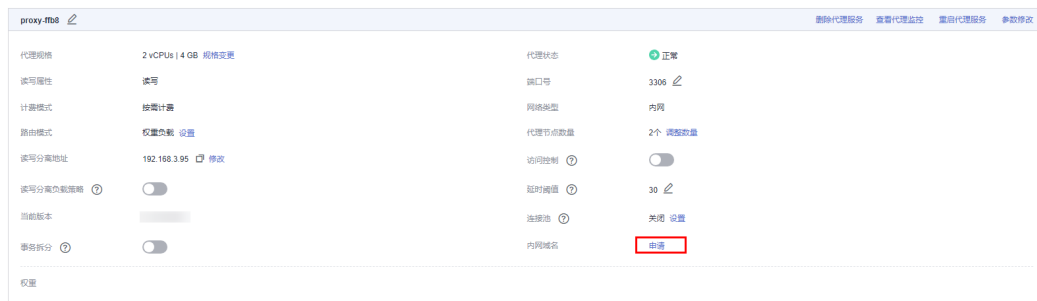 proxy-ffb8 删除代理服务 查看代理监控 重启代理服务 参数修改
代理规格 2 vCPUs | 4 GB 规格变更 代理状态 正常
读写属性 读写 端口号 3306
计费模式 按需计费 网络类型 内网
路由模式 权重负载 设置 代理节点数量 2个 调整数量
读写分离地址 192.168.3.95 修改 访问控制 ?
读写分离负载策略 ? 延时阈值 ? 30
当前版本 连接池 ? 关闭 设置
事务拆分 ? 内网域名 申请
权重